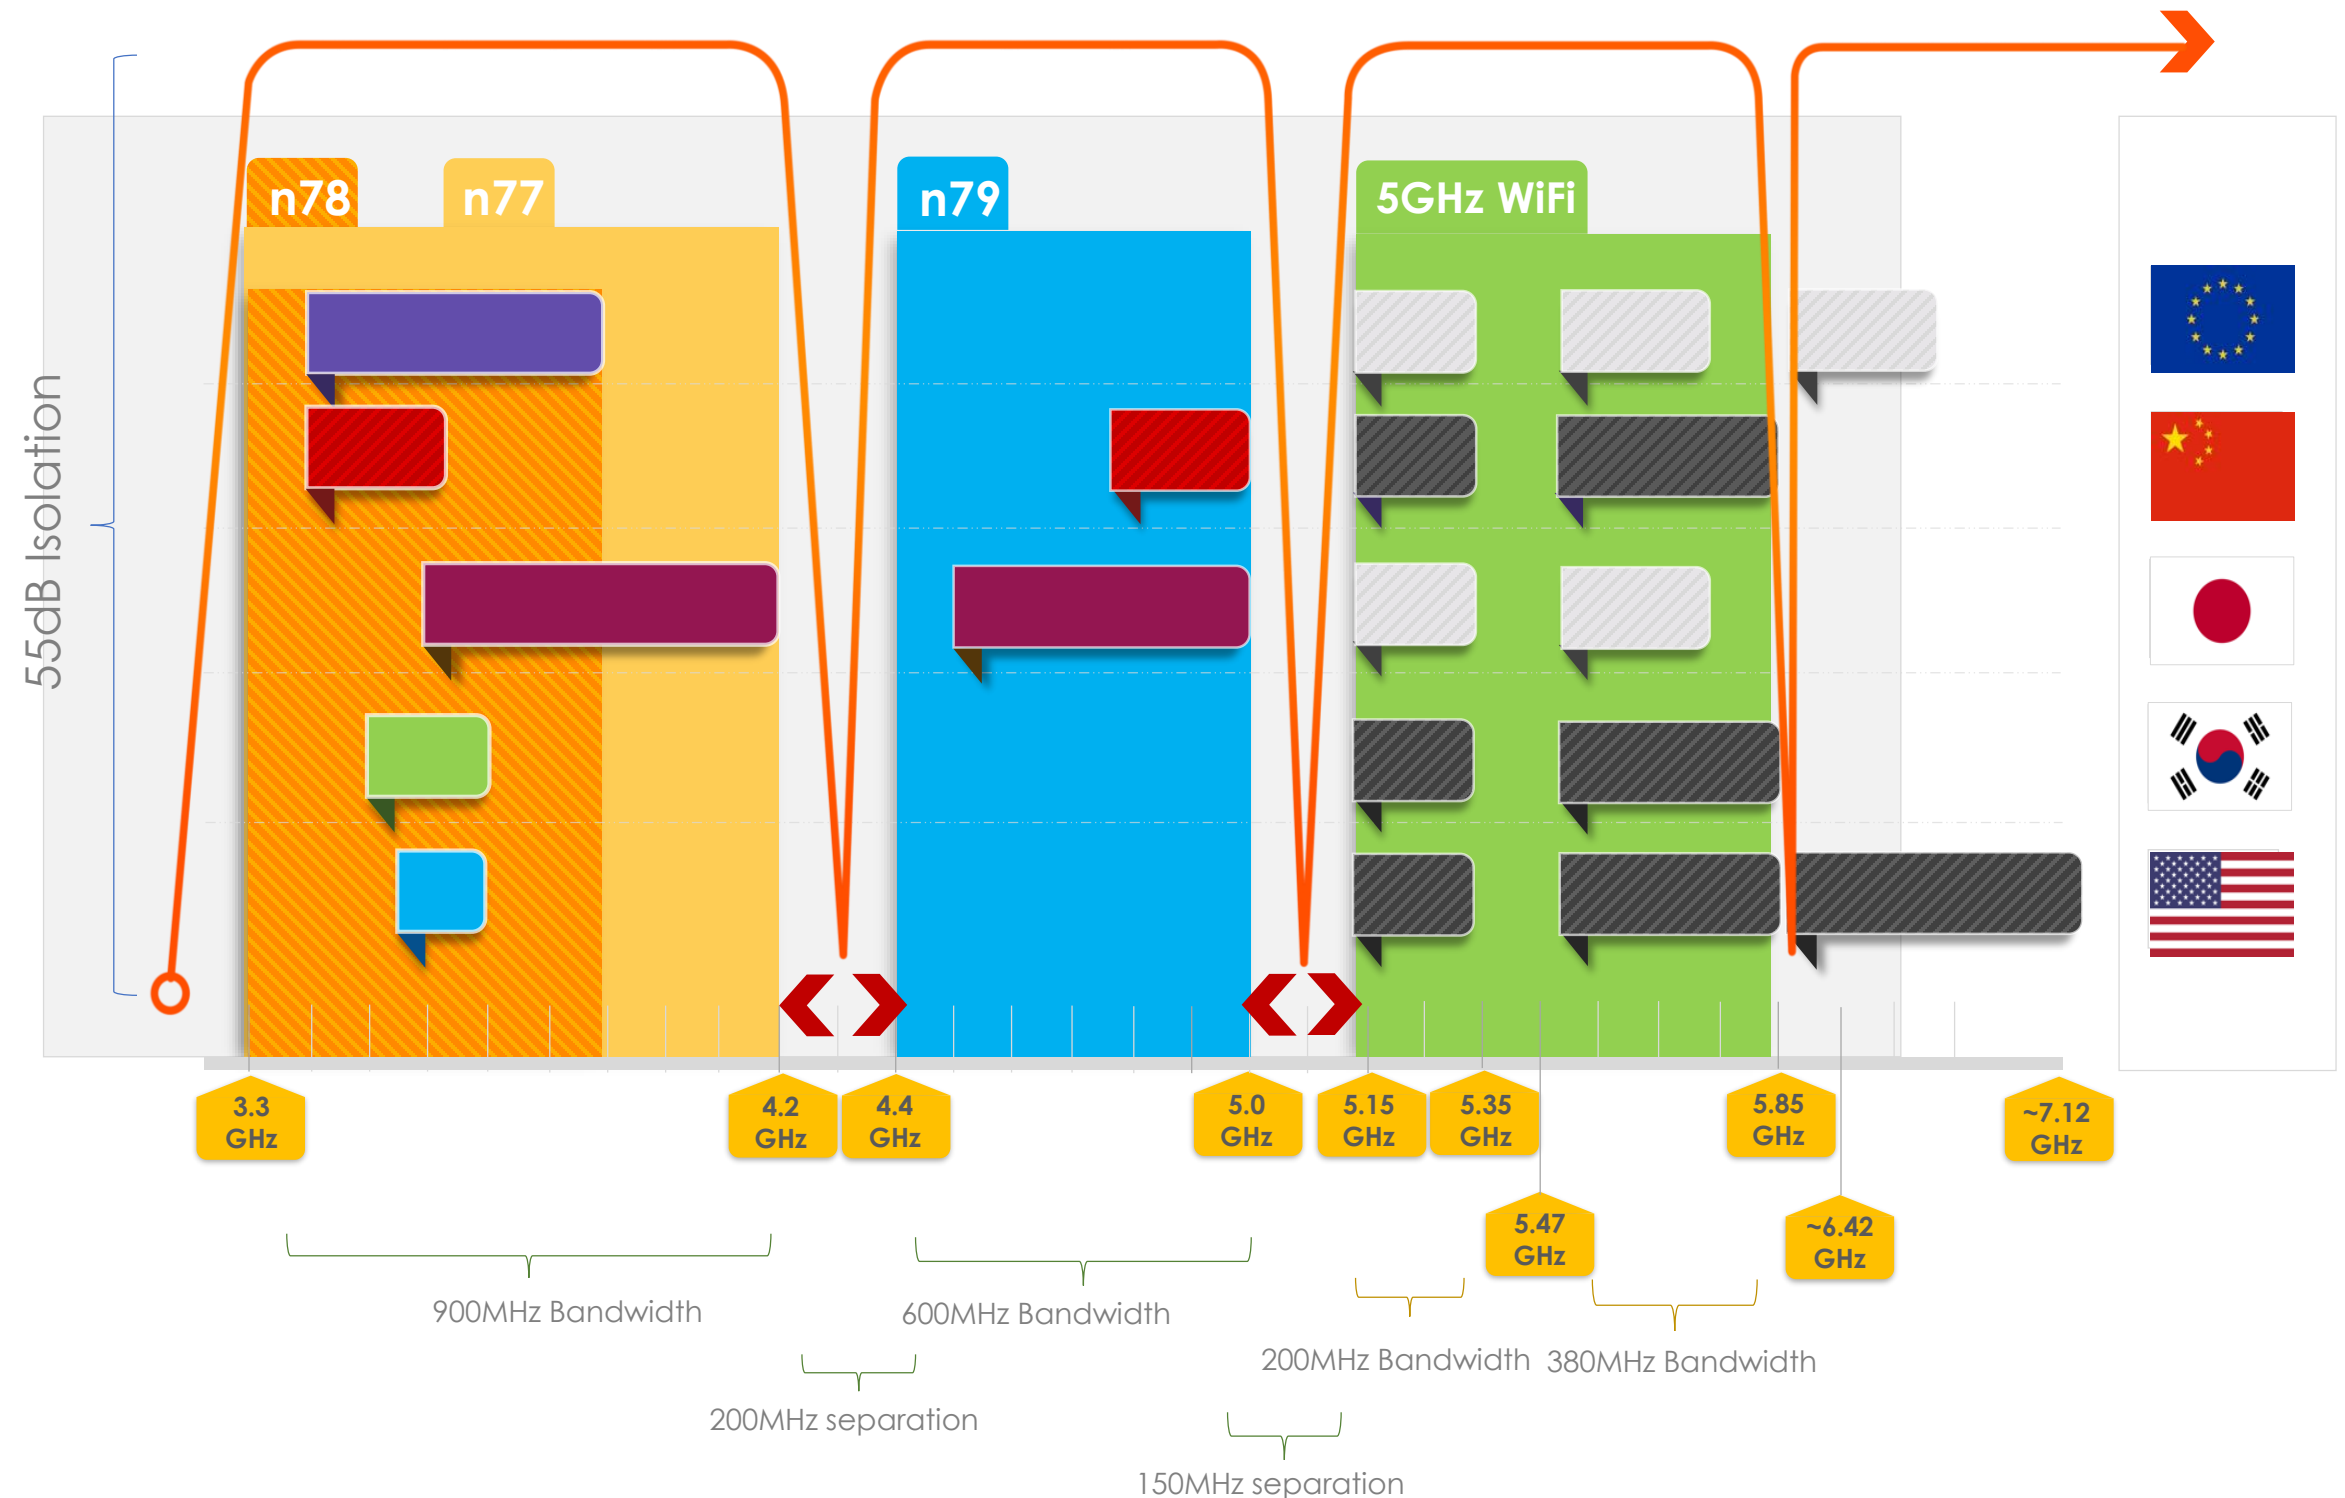 n78
n77
n79
5GHz WiFi
55dB Isolation
3.3
GHz
4.2
GHz
4.4
GHz
5.0
GHz
5.15
GHz
5.35
GHz
5.85
GHz
~7.12
GHz
5.47
GHz
~6.42
GHz
900MHz Bandwidth
600MHz Bandwidth
200MHz Bandwidth
380MHz Bandwidth
200MHz separation
150MHz separation